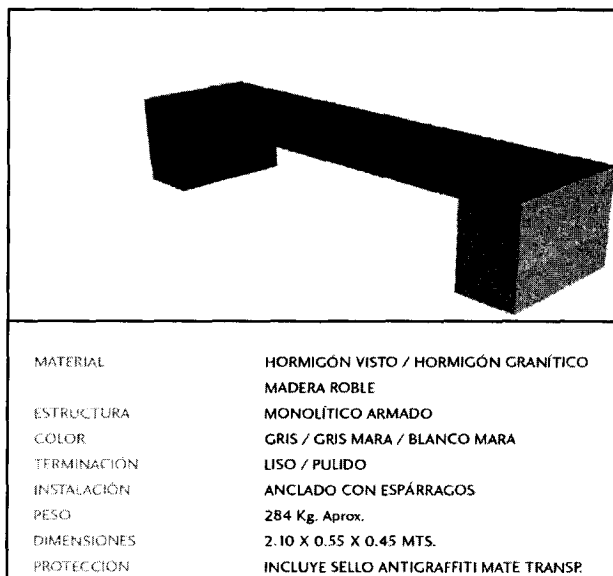 MATERIAL HORMIGÓN VISTO / HORMIGÓN GRANÍTICO
MADERA ROBLE
ESTRUCTURA MONOLÍTICO ARMADO
COLOR GRIS / GRIS MARA / BLANCO MARA
TERMINACIÓN LISO / PULIDO
INSTALACIÓN ANCLADO CON ESPÁRRAGOS
PESO 284 Kg. Aprox.
DIMENSIONES 2.10 X 0.55 X 0.45 MTS.
PROTECCION INCLUYE SELLO ANTIGRAFFITI MATE TRANSP.